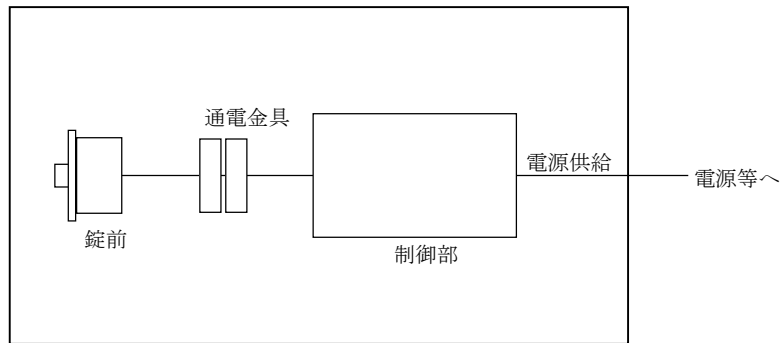 通電金具
電源供給
電源等へ
錠前
制御部